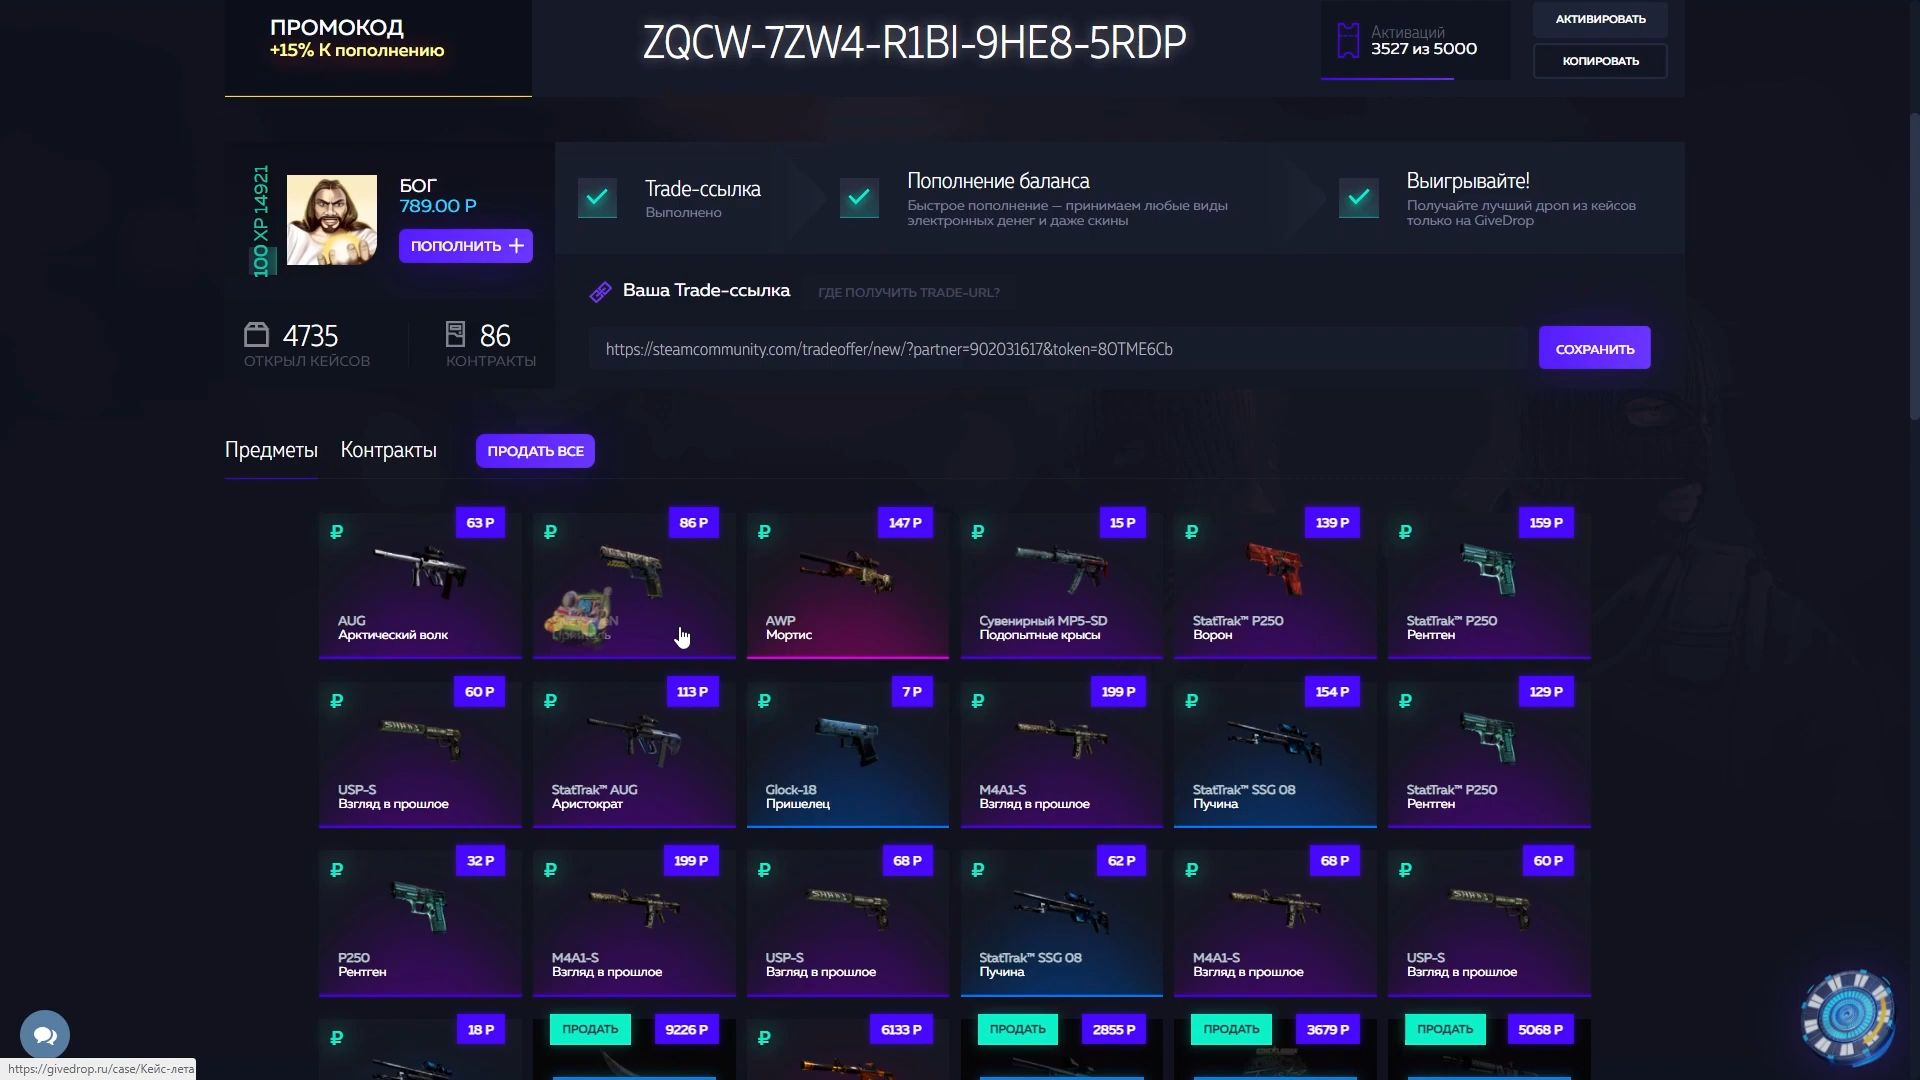 ПРОМОКОД
+15% К пополнению
ZQCW-7ZW4-R1BI-9HE8-5RDP
Активаций
3527 из 5000
АКТИВИРОВАТЬ
КОПИРОВАТЬ
100 XP 14921
БОГ
789.00 Р
ПОПОЛНИТЬ +
4735
ОТКРЫЛ КЕЙСОВ
86
КОНТРАКТЫ
Trade-ссылка
Выполнено
Пополнение баланса
Быстрое пополнение — принимаем любые виды
электронных денег и даже скины
Выигрывайте!
Получайте лучший дроп из кейсов
только на GiveDrop
Ваша Trade-ссылка
ГДЕ ПОЛУЧИТЬ TRADE-URL?
https://steamcommunity.com/tradeoffer/new/?partner=902031617&token=8OTME6Cb
СОХРАНИТЬ
Предметы
Контракты
ПРОДАТЬ ВСЕ
₽ 63 Р
AUG
Арктический волк
₽ 86 Р
₽ 147 Р
AWP
Мортис
₽ 15 Р
Сувенирный MP5-SD
Подопытные крысы
₽ 139 Р
StatTrak™ P250
Ворон
₽ 159 Р
StatTrak™ P250
Рентген
₽ 60 Р
USP-S
Взгляд в прошлое
₽ 113 Р
StatTrak™ AUG
Аристократ
₽ 7 Р
Glock-18
Пришелец
₽ 199 Р
M4A1-S
Взгляд в прошлое
₽ 154 Р
StatTrak™ SSG 08
Пучина
₽ 129 Р
StatTrak™ P250
Рентген
₽ 32 Р
P250
Рентген
₽ 199 Р
M4A1-S
Взгляд в прошлое
₽ 68 Р
USP-S
Взгляд в прошлое
₽ 62 Р
StatTrak™ SSG 08
Пучина
₽ 68 Р
M4A1-S
Взгляд в прошлое
₽ 60 Р
USP-S
Взгляд в прошлое
₽ 18 Р
ПРОДАТЬ 9226 Р
₽ 6133 Р
ПРОДАТЬ 2855 Р
ПРОДАТЬ 3679 Р
ПРОДАТЬ 5068 Р
https://givedrop.ru/case/Кейс-лета